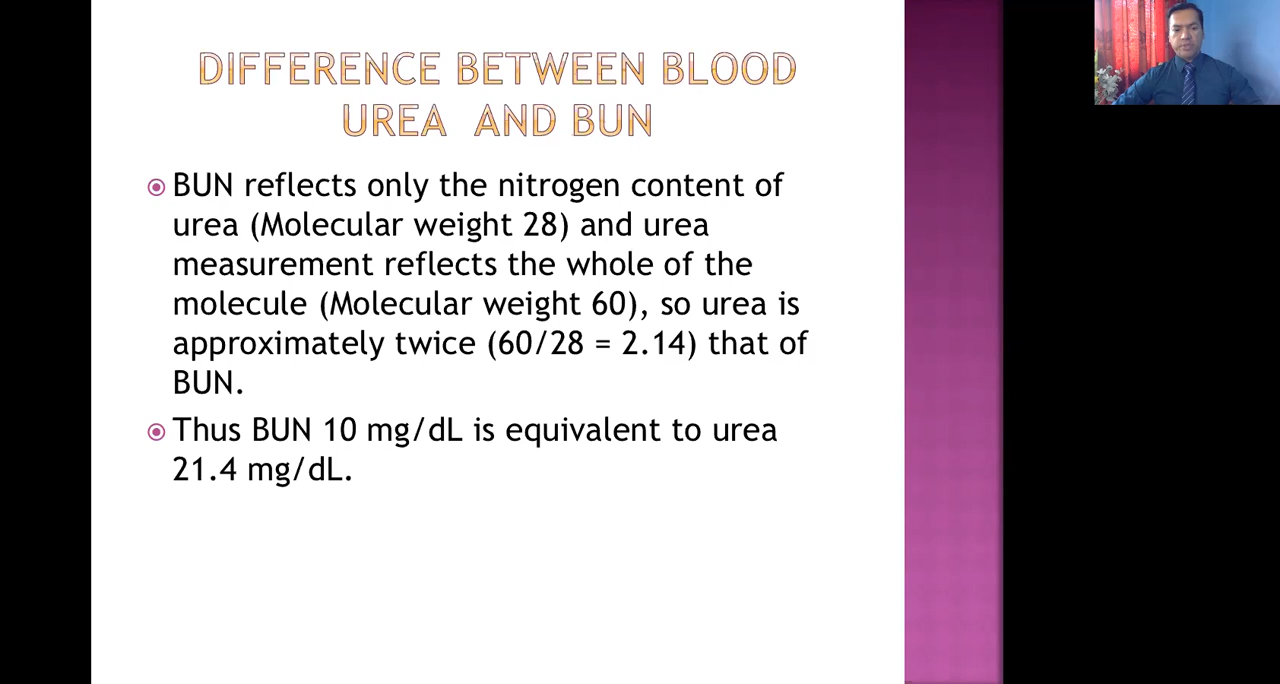 DIFFERENCE BETWEEN BLOOD
UREA AND BUN
BUN reflects only the nitrogen content of
urea (Molecular weight 28) and urea
measurement reflects the whole of the
molecule (Molecular weight 60), so urea is
approximately twice (60/28 = 2.14) that of
BUN.
Thus BUN 10 mg/dL is equivalent to urea
21.4 mg/dL.